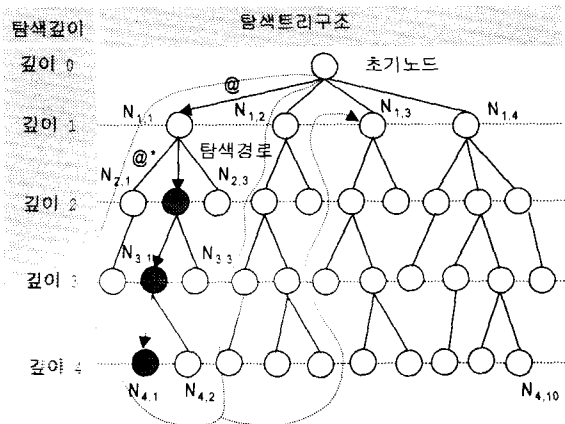 탐색깊이 탐색트리구조
깊이 0 초기노드
@
N1,1 N1,2 N1,3 N1,4
깊이 1
@* 탐색경로
N2,1 N2,3
깊이 2
N3,1 N3,3
깊이 3
깊이 4
N4,1 N4,2 N4,10